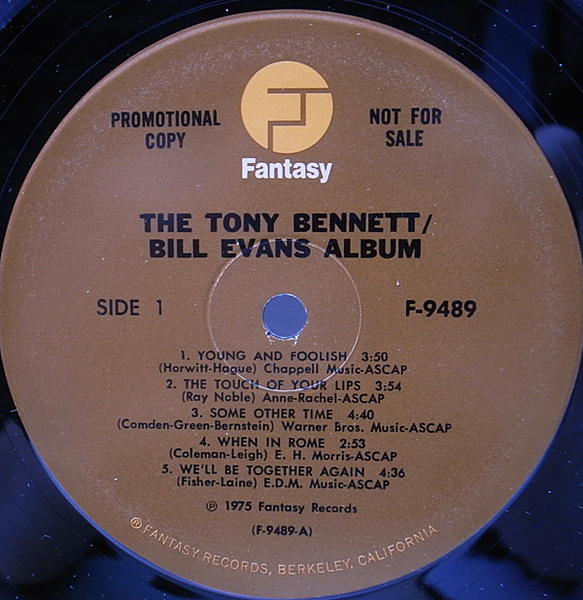 PROMOTIONAL COPY
NOT FOR SALE
Fantasy
THE TONY BENNETT/
BILL EVANS ALBUM
SIDE 1 F-9489
1. YOUNG AND FOOLISH 3:50
(Horwitt-Hague) Chappell Music-ASCAP
2. THE TOUCH OF YOUR LIPS 3:54
(Ray Noble) Anne-Rachel-ASCAP
3. SOME OTHER TIME 4:40
(Comden-Green-Bernstein) Warner Bros. Music-ASCAP
4. WHEN IN ROME 2:53
(Coleman-Leigh) E. H. Morris-ASCAP
5. WE'LL BE TOGETHER AGAIN 4:36
(Fisher-Laine) E.D.M. Music-ASCAP
℗ 1975 Fantasy Records
(F-9489-A)
® FANTASY RECORDS, BERKELEY, CALIFORNIA